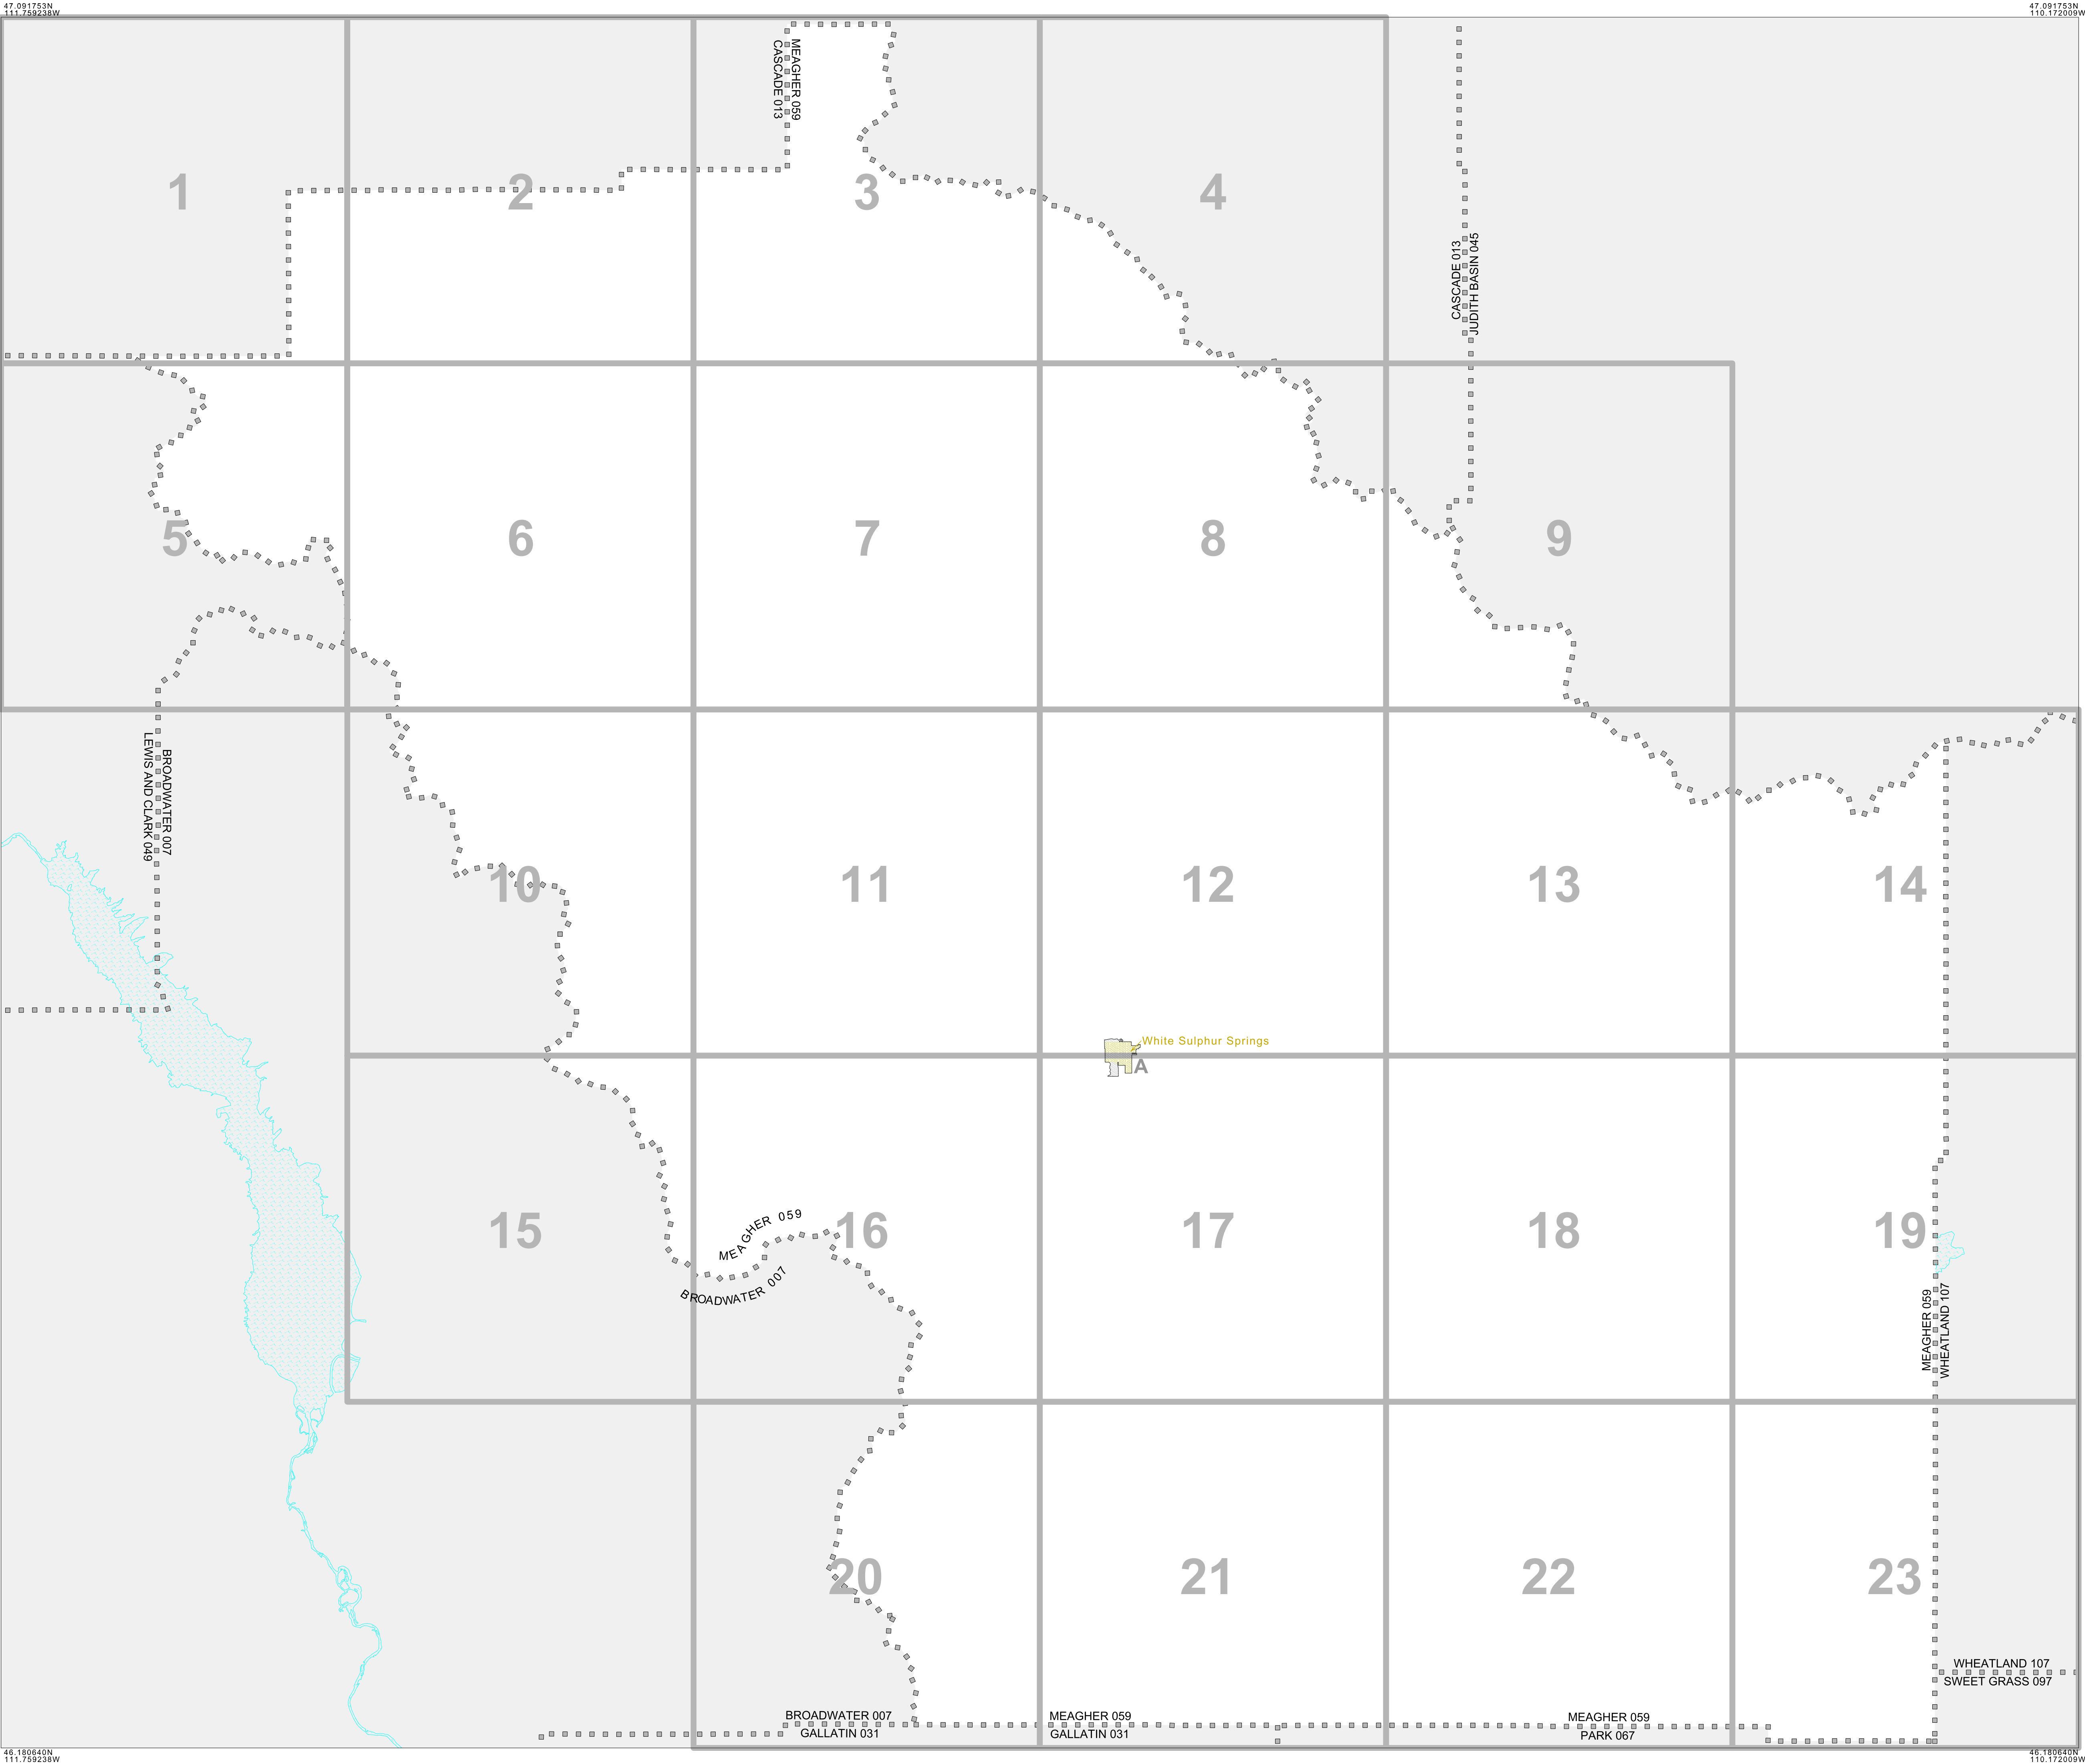 47.091753N
111.759238W
47.091753N
110.172009W
MEAGHER 059
CASCADE 013
1
2
3
4
CASCADE 013
JUDITH BASIN 045
5
6
7
8
9
BROADWATER 007
LEWIS AND CLARK 049
10
11
12
13
14
White Sulphur Springs
A
15
MEAGHER 059
BROADWATER 007
16
17
18
19
MEAGHER 059
WHEATLAND 107
20
21
22
23
WHEATLAND 107
SWEET GRASS 097
BROADWATER 007
GALLATIN 031
MEAGHER 059
GALLATIN 031
MEAGHER 059
PARK 067
46.180640N
111.759238W
46.180640N
110.172009W